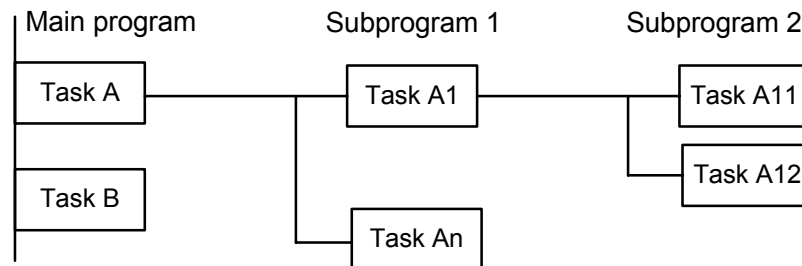 Main program
Subprogram 1
Subprogram 2
Task A
Task A1
Task A11
Task A12
Task B
Task An